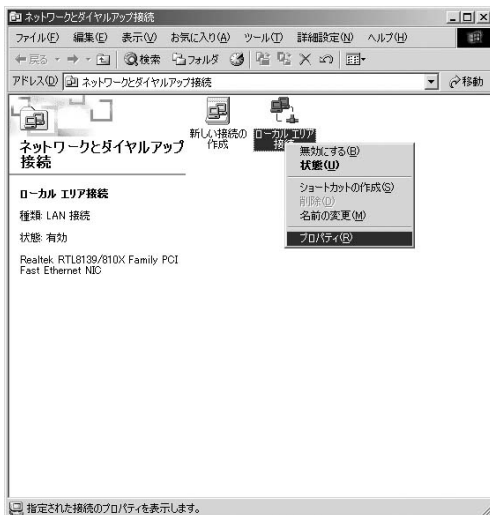 ネットワークとダイヤルアップ接続
ファイル(F) 編集(E) 表示(V) お気に入り(A) ツール(T) 詳細設定(N) ヘルプ(H)
戻る 検索 フォルダ
アドレス(D) ネットワークとダイヤルアップ接続 移動
ネットワークとダイヤルアップ
接続
新しい接続の
作成
ローカル エリア
接続
無効にする(B)
状態(U)
ショートカットの作成(S)
削除(D)
名前の変更(M)
プロパティ(R)
ローカル エリア接続
種類: LAN 接続
状態: 有効
Realtek RTL8139/810X Family PCI
Fast Ethernet NIC
指定された接続のプロパティを表示します。